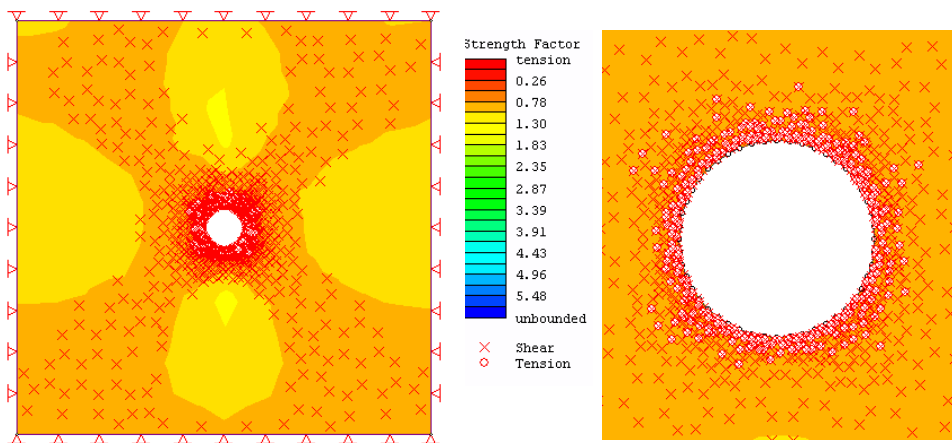 Strength Factor
tension
0.26
0.78
1.30
1.83
2.35
2.87
3.39
3.91
4.43
4.96
5.48
unbounded
Shear
Tension